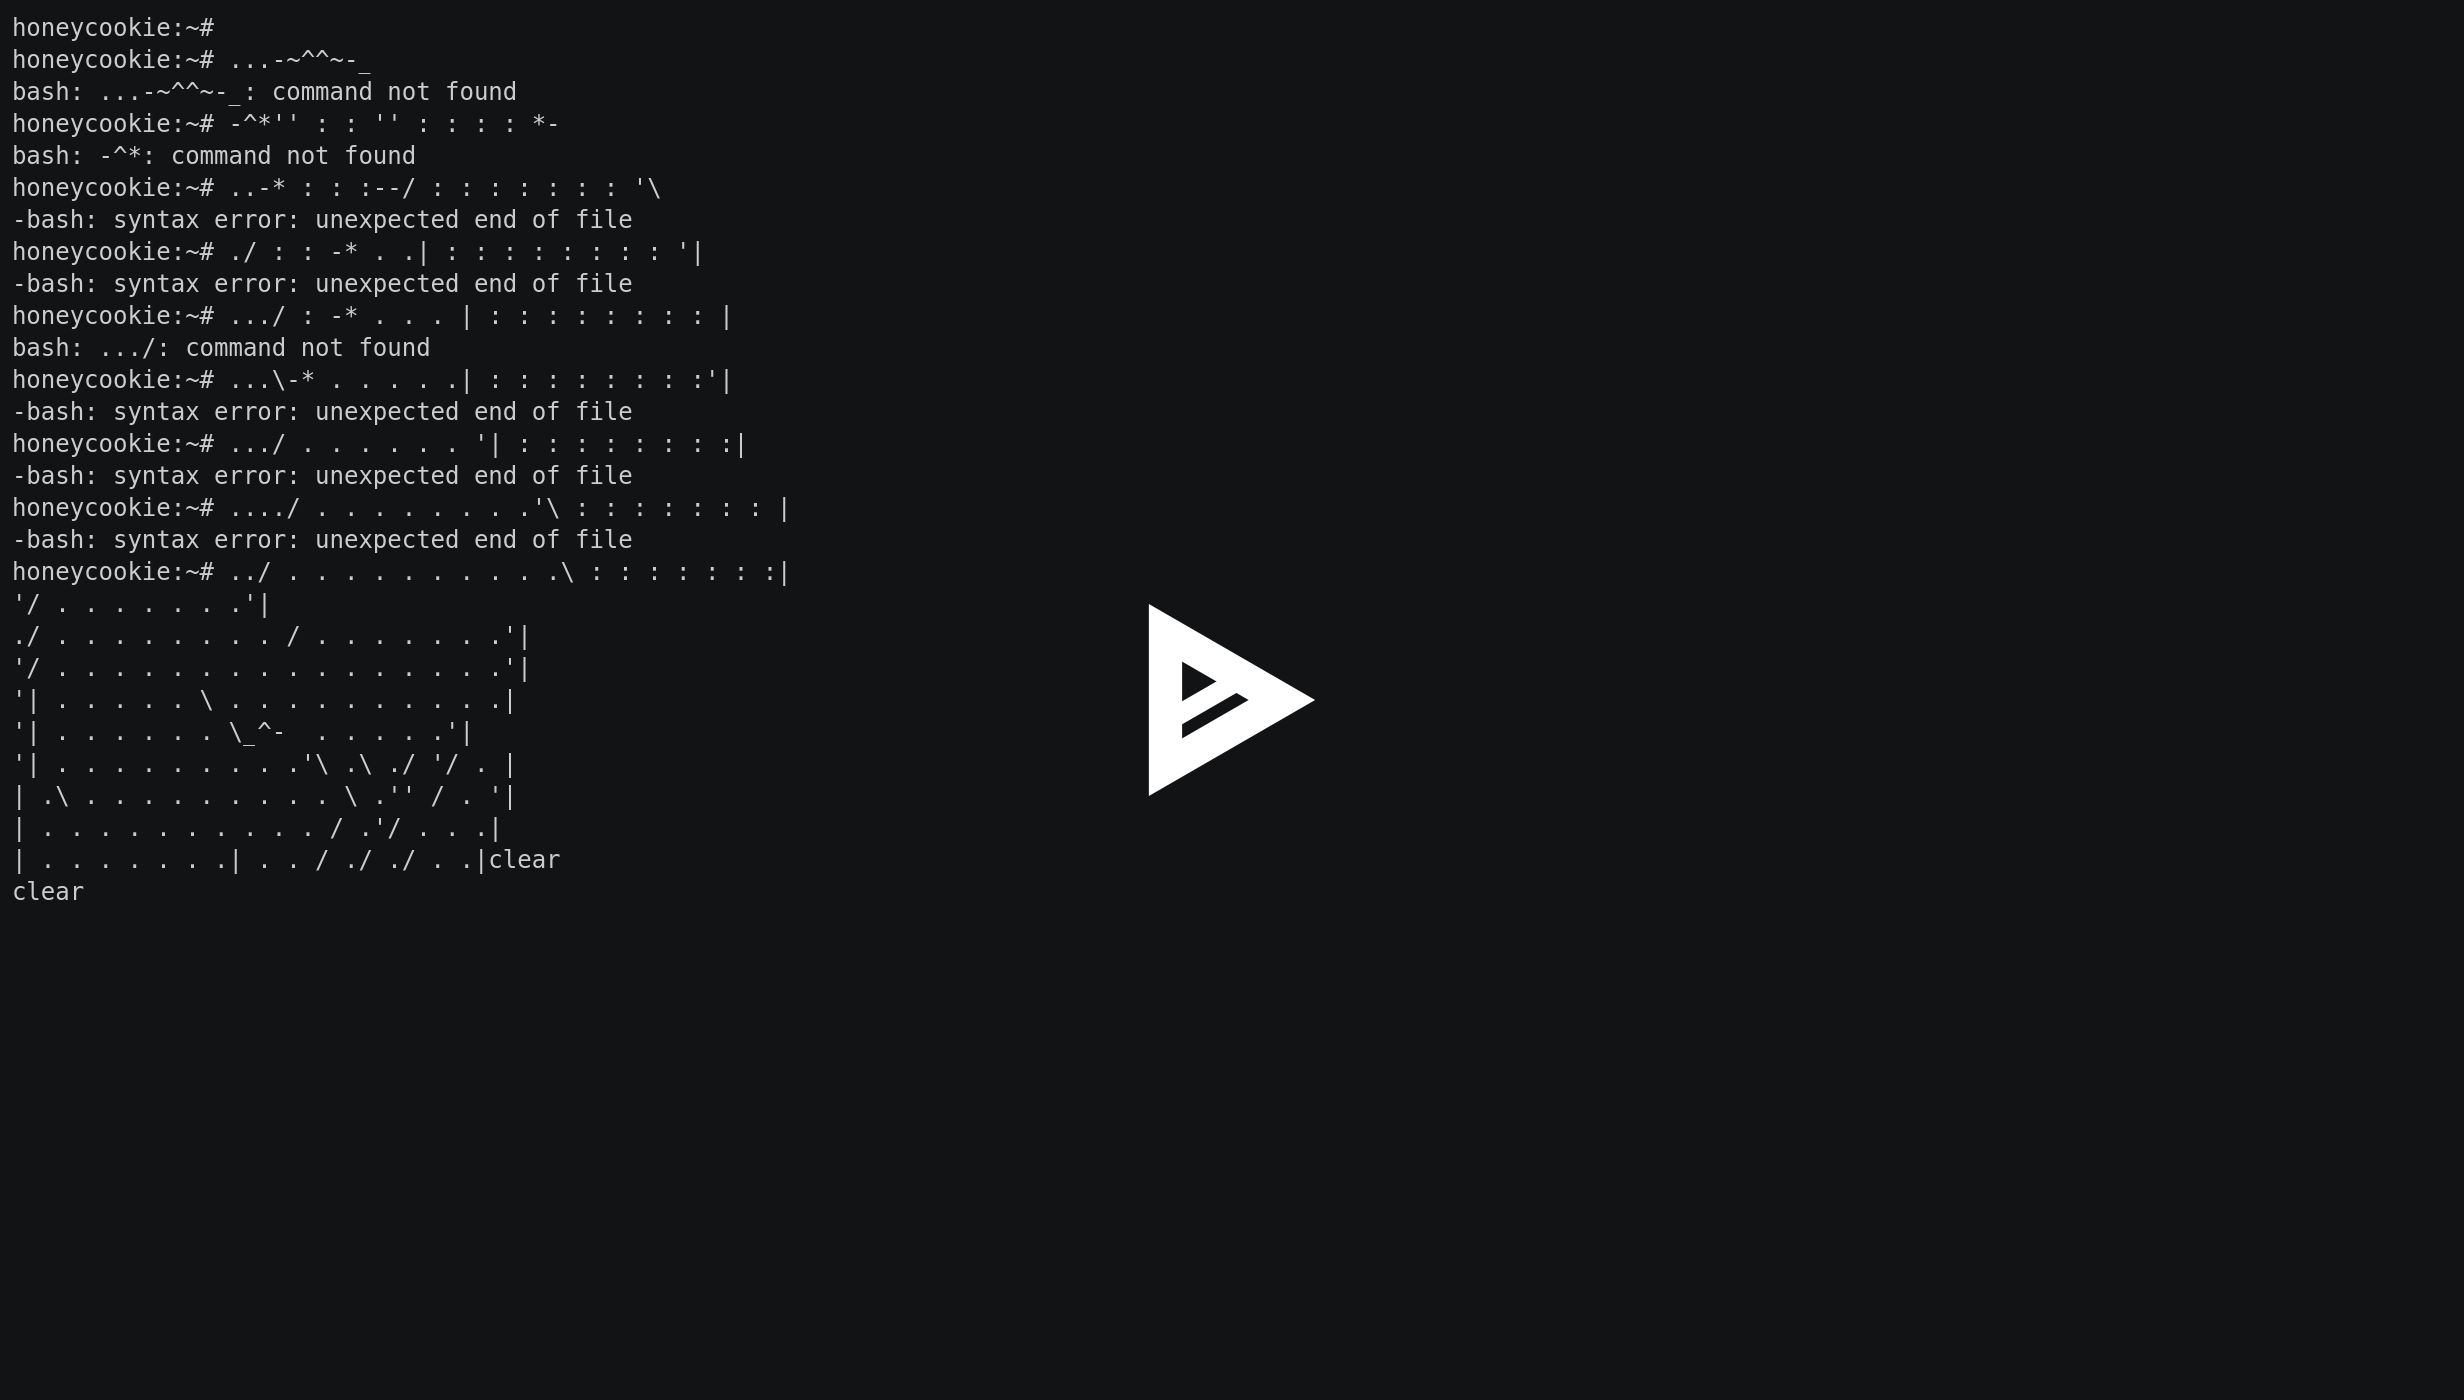 honeycookie:~#
honeycookie:~# ...-~^^~-_
bash: ...-~^^~-_: command not found
honeycookie:~# -^*'' : : '' : : : : *-
bash: -^*: command not found
honeycookie:~# ..-* : : :--/ : : : : : : : '\
-bash: syntax error: unexpected end of file
honeycookie:~# ./ : : -* . .| : : : : : : : : '|
-bash: syntax error: unexpected end of file
honeycookie:~# .../ : -* . . . | : : : : : : : : |
bash: .../: command not found
honeycookie:~# ...\-* . . . . .| : : : : : : : :'|
-bash: syntax error: unexpected end of file
honeycookie:~# .../ . . . . . . '| : : : : : : : :|
-bash: syntax error: unexpected end of file
honeycookie:~# ..../ . . . . . . . .'\ : : : : : : : |
-bash: syntax error: unexpected end of file
honeycookie:~# ../ . . . . . . . . . .\ : : : : : : :|
'/ . . . . . . .'|
./ . . . . . . . . / . . . . . . .'|
'/ . . . . . . . . . . . . . . . .'|
'| . . . . . \ . . . . . . . . . .|
'| . . . . . . \_^-  . . . . .'|
'| . . . . . . . . .'\ .\ ./ '/ . |
| .\ . . . . . . . . . \ .'' / . '|
| . . . . . . . . . . / .'/ . . .|
| . . . . . . .| . . / ./ ./ . .|clear
clear